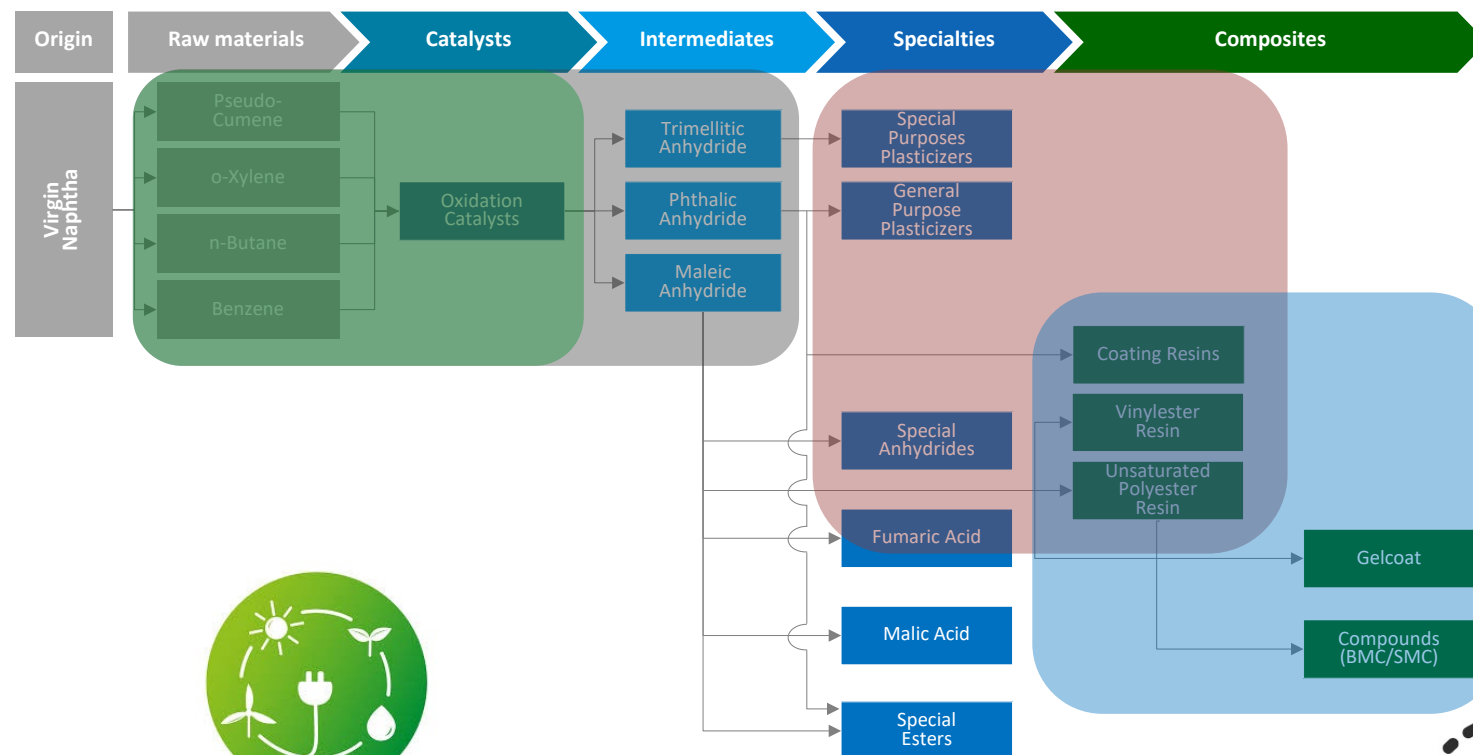 Origin
Raw materials
Catalysts
Intermediates
Specialties
Composites
Virgin
Naphtha
Pseudo-
Cumene
o-Xylene
n-Butane
Benzene
Oxidation
Catalysts
Trimellitic
Anhydride
Phthalic
Anhydride
Maleic
Anhydride
Special
Purposes
Plasticizers
General
Purpose
Plasticizers
Special
Anhydrides
Fumaric Acid
Malic Acid
Special
Esters
Coating Resins
Vinylester
Resin
Unsaturated
Polyester
Resin
Gelcoat
Compounds
(BMC/SMC)